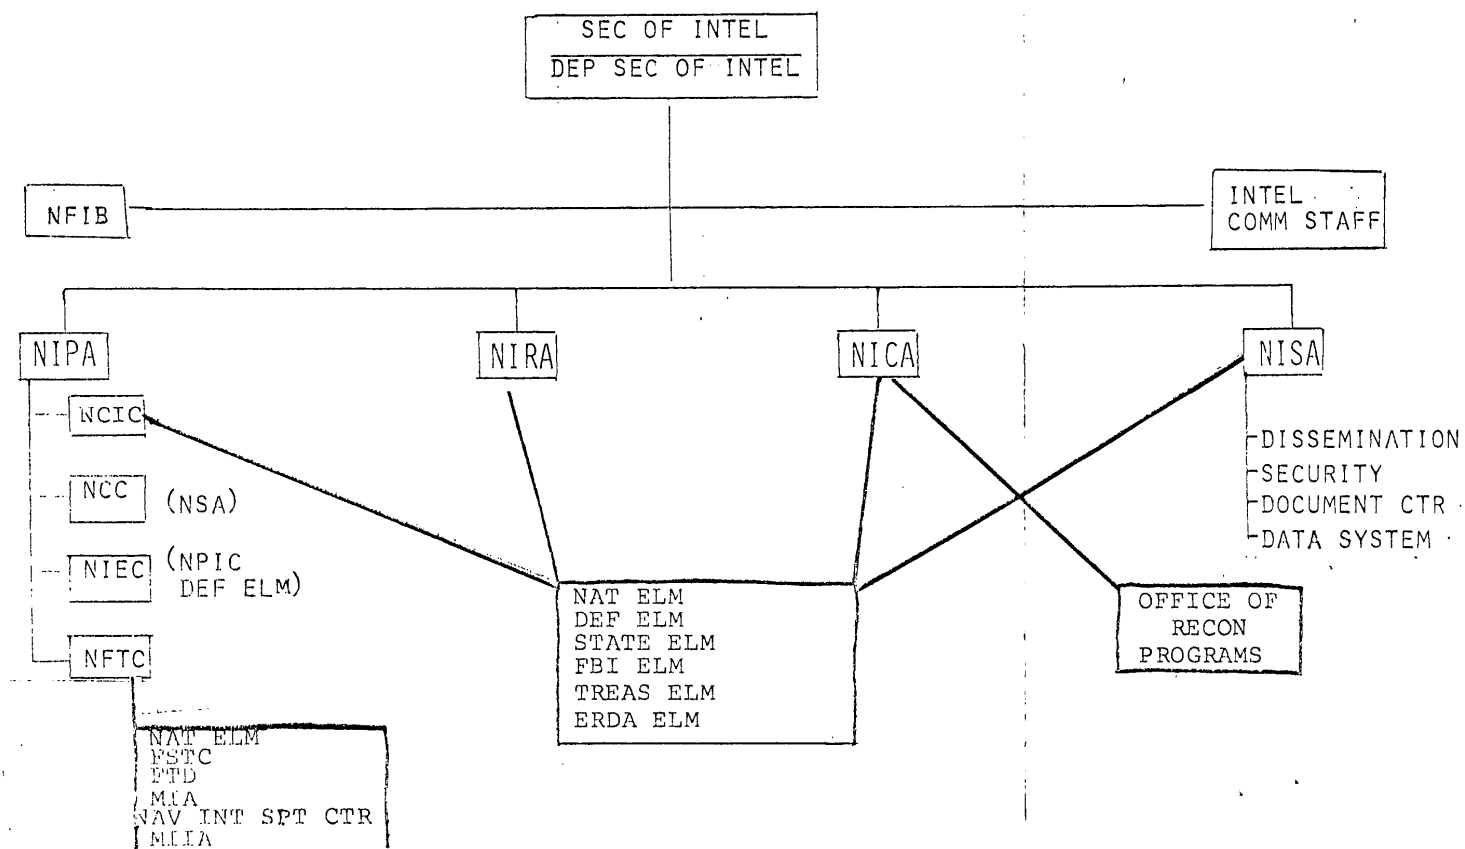 SEC OF INTEL
DEP SEC OF INTEL
NFIB
INTEL
COMM STAFF
NIPA
NIRA
NICA
NISA
NCIC
NCC
(NSA)
NIEC
(NPIC
DEF ELM)
NFTC
DISSEMINATION
SECURITY
DOCUMENT CTR
DATA SYSTEM
NAT ELM
DEF ELM
STATE ELM
FBI ELM
TREAS ELM
ERDA ELM
OFFICE OF
RECON
PROGRAMS
NAT ELM
FSTC
FTD
MIA
NAV INT SPT CTR
MIIA